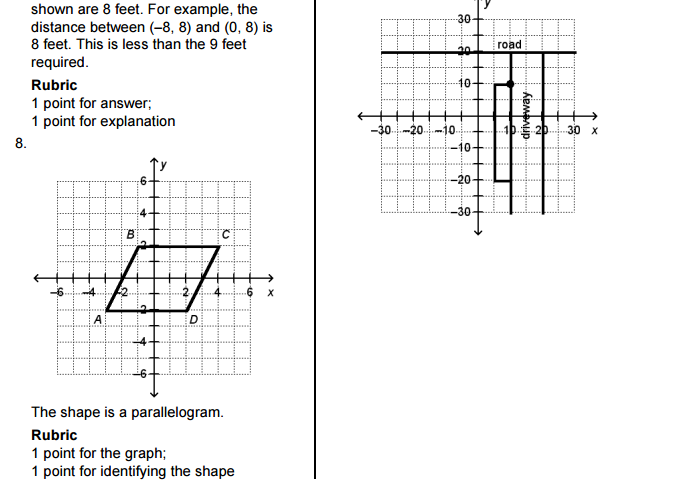 shown are 8 feet. For example, the
distance between (–8, 8) and (0, 8) is
8 feet. This is less than the 9 feet
required.
Rubric
1 point for answer;
1 point for explanation
8.
y
6
4
B
C
2
-6 -4 -2 2 4 6 x
A
D
-2
-4
-6
The shape is a parallelogram.
Rubric
1 point for the graph;
1 point for identifying the shape
y
30
20
road
10
driveway
-30 -20 -10 10 20 30 x
-10
-20
-30